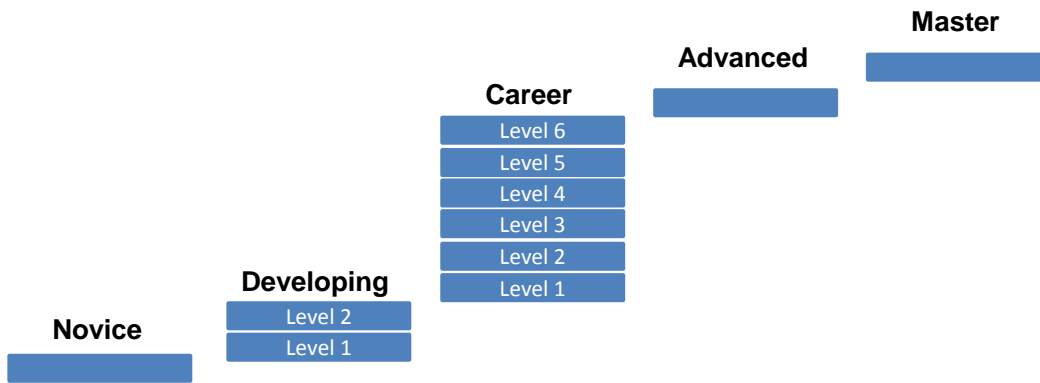 Master
Advanced
Career
Level 6
Level 5
Level 4
Level 3
Level 2
Level 1
Developing
Level 2
Level 1
Novice